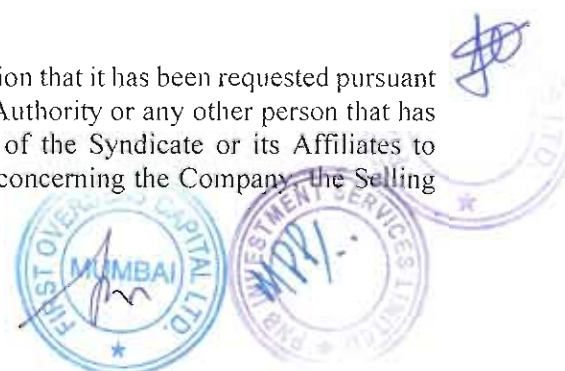 ion that it has been requested pursuant
Authority or any other person that has
of the Syndicate or its Affiliates to
concerning the Company, the Selling
FIRST OVERSEAS CAPITAL LTD.
MUMBAI
PNB INVESTMENT SERVICES LIMITED
LTD